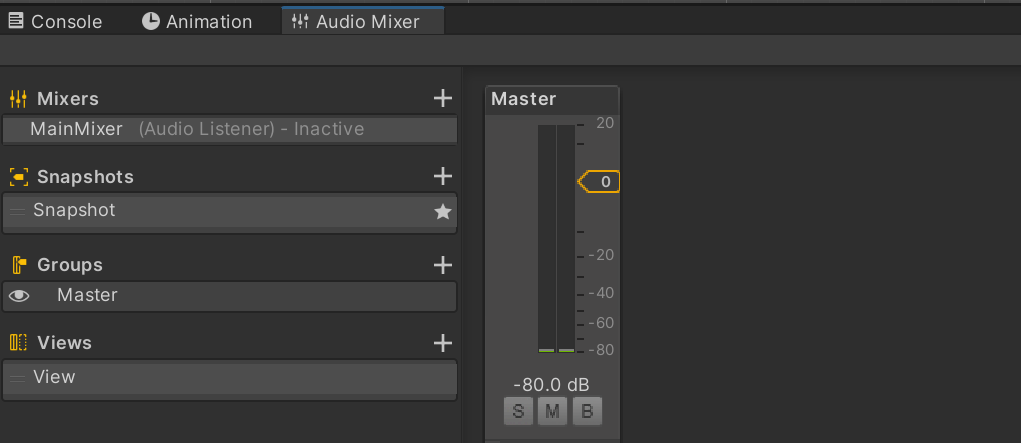 Console Animation Audio Mixer
Mixers
MainMixer (Audio Listener) - Inactive
Snapshots
Snapshot
Groups
Master
Views
View
Master
20
0
-20
-40
-60
-80
-80.0 dB
S M B